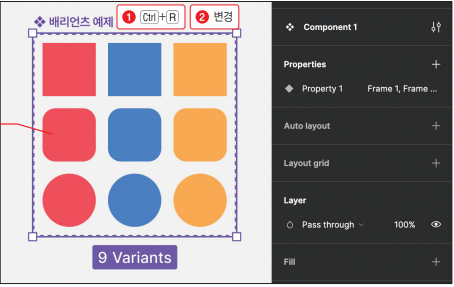 배리언츠 예제
1 Ctrl+R
2 변경
9 Variants
Component 1
Properties
Property 1 Frame 1, Frame ...
Auto layout
Layout grid
Layer
Pass through 100%
Fill